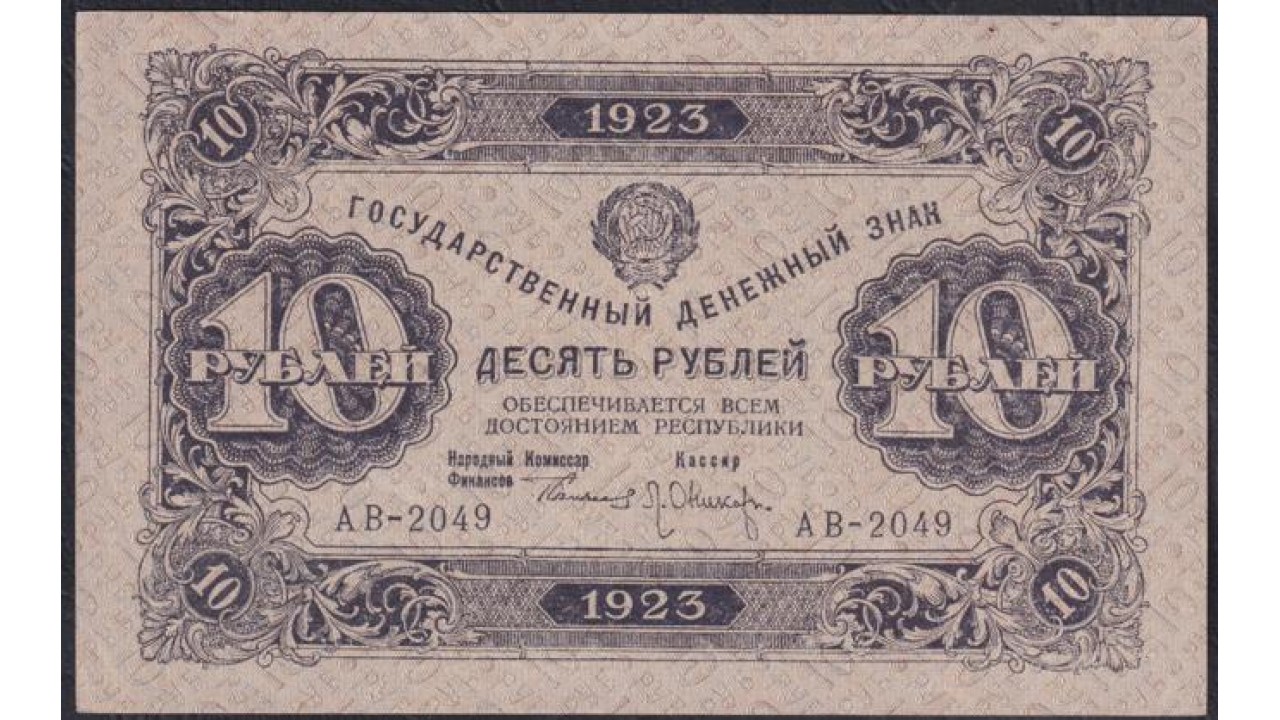 1923
10 10
ГОСУДАРСТВЕННЫЙ ДЕНЕЖНЫЙ ЗНАК
10 РУБЛЕЙ
ДЕСЯТЬ РУБЛЕЙ
10 РУБЛЕЙ
ОБЕСПЕЧИВАЕТСЯ ВСЕМ
ДОСТОЯНИЕМ РЕСПУБЛИКИ
Народный Комиссар
Финансов
Кассир
АВ-2049 АВ-2049
10 10
1923